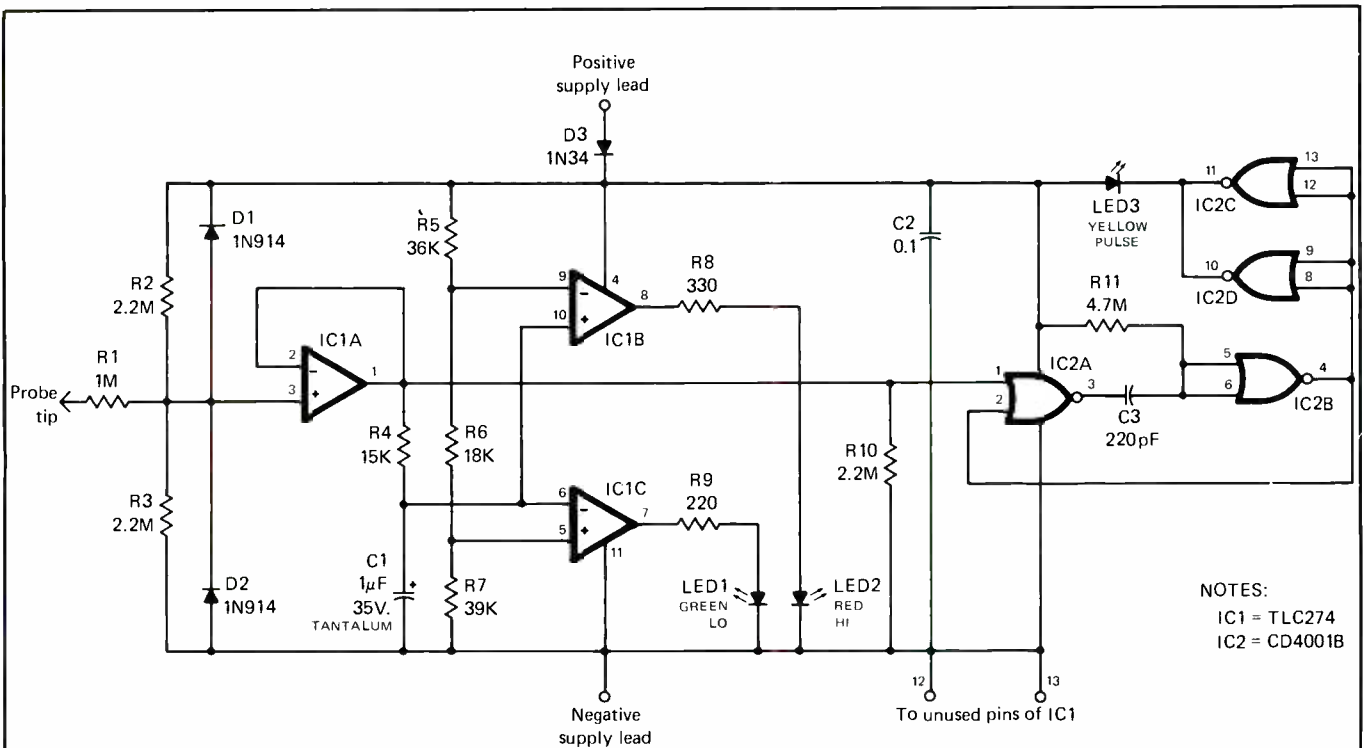 Positive
supply lead
D3
1N34
D1
1N914
R5
36K
R2
2.2M
C2
0.1
LED3
YELLOW
PULSE
11
13
12
IC2C
10
9
8
IC2D
R8
330
9
4
10
8
IC1B
R11
4.7M
IC1A
2
3
1
R1
1M
Probe
tip
IC2A
1
2
3
C3
220pF
5
6
4
IC2B
R4
15K
R6
18K
R10
2.2M
R3
2.2M
IC1C
6
5
7
11
R9
220
C1
1µF
35V.
TANTALUM
+
D2
1N914
R7
39K
LED1
GREEN
LO
LED2
RED
HI
NOTES:
IC1 = TLC274
IC2 = CD4001B
12
13
To unused pins of IC1
Negative
supply lead